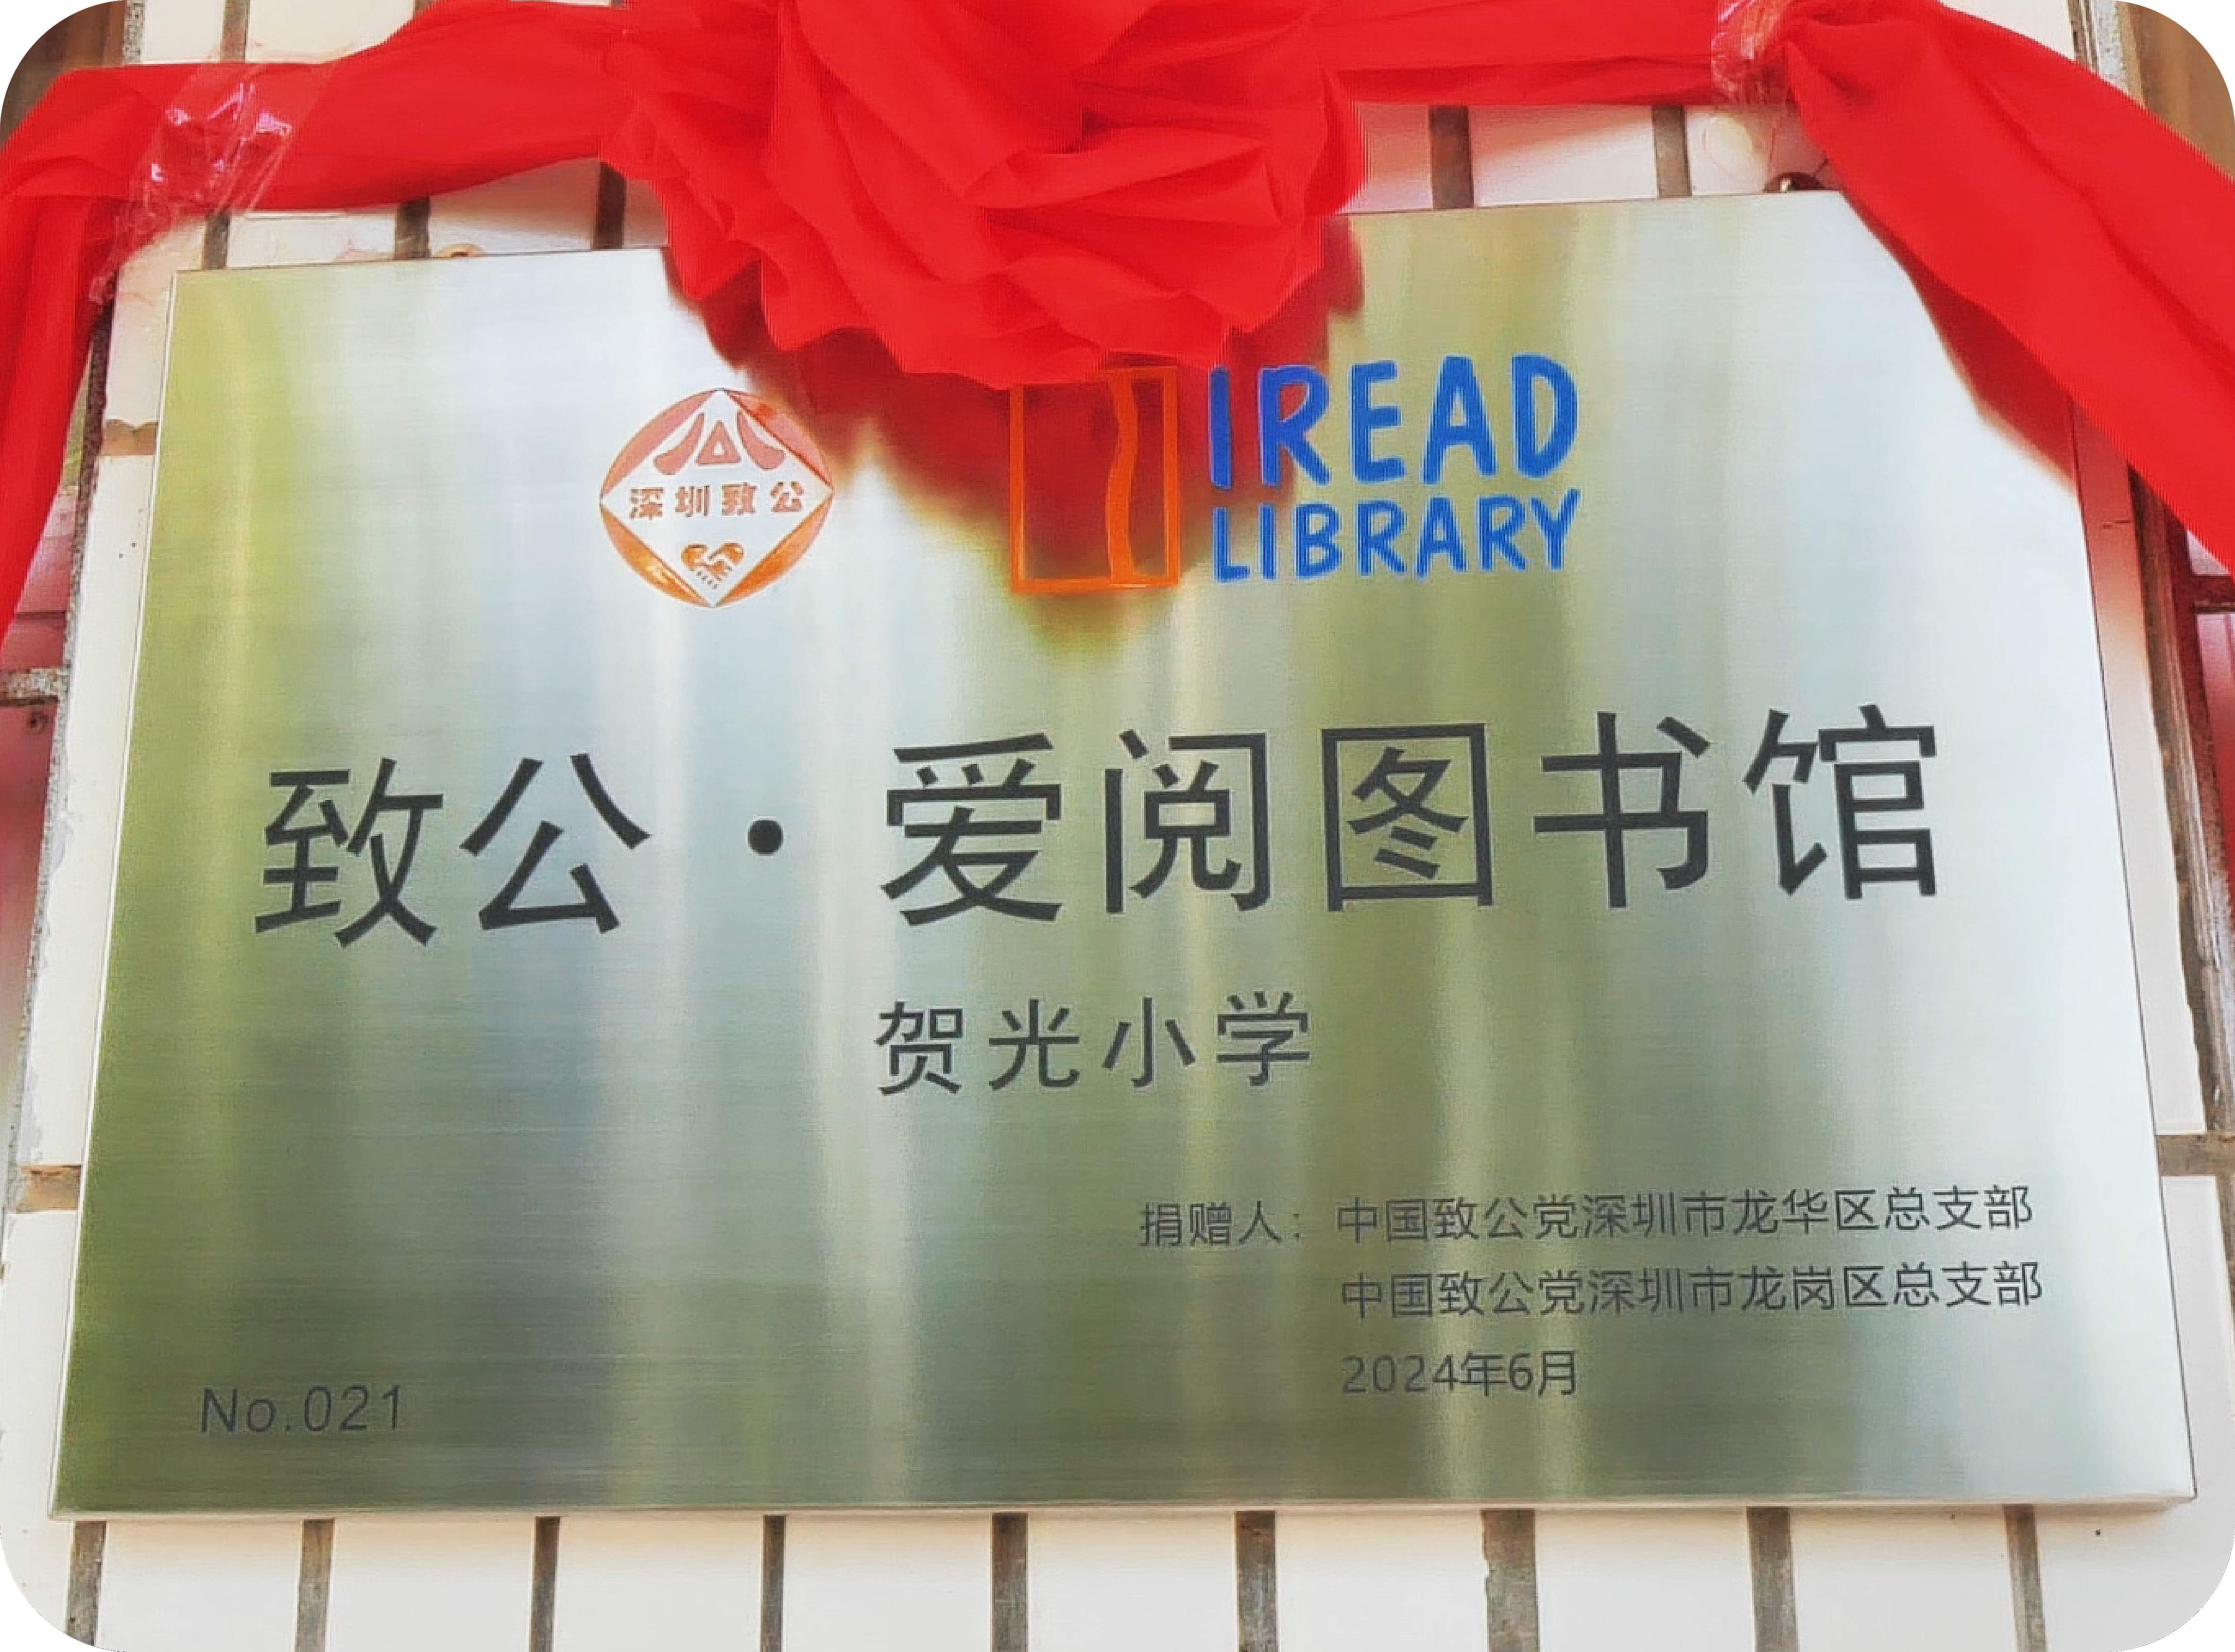 深圳致公
IREAD
LIBRARY
致公·爱阅图书馆
贺光小学
捐赠人：中国致公党深圳市龙华区总支部
中国致公党深圳市龙岗区总支部
2024年6月
No.021